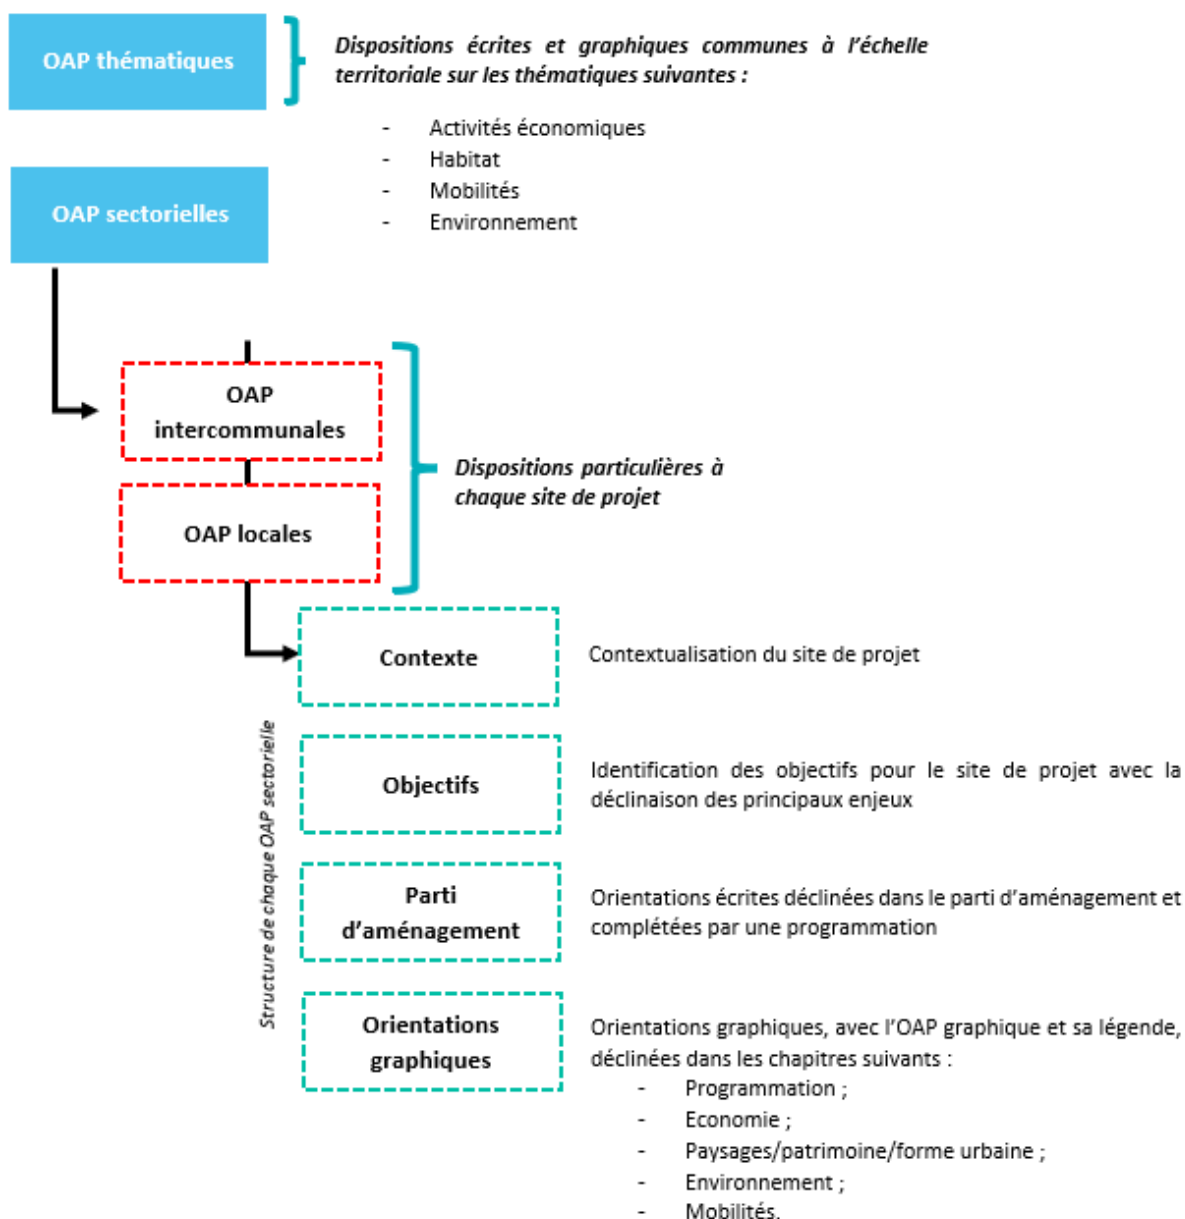 OAP thématiques
Dispositions écrites et graphiques communes à l’échelle
territoriale sur les thématiques suivantes :
- Activités économiques
- Habitat
- Mobilités
- Environnement
OAP sectorielles
OAP
intercommunales
OAP locales
Dispositions particulières à
chaque site de projet
Structure de chaque OAP sectorielle
Contexte
Contextualisation du site de projet
Objectifs
Identification des objectifs pour le site de projet avec la
déclinaison des principaux enjeux
Parti
d’aménagement
Orientations écrites déclinées dans le parti d’aménagement et
complétées par une programmation
Orientations
graphiques
Orientations graphiques, avec l’OAP graphique et sa légende,
déclinées dans les chapitres suivants :
- Programmation ;
- Economie ;
- Paysages/patrimoine/forme urbaine ;
- Environnement ;
- Mobilités.